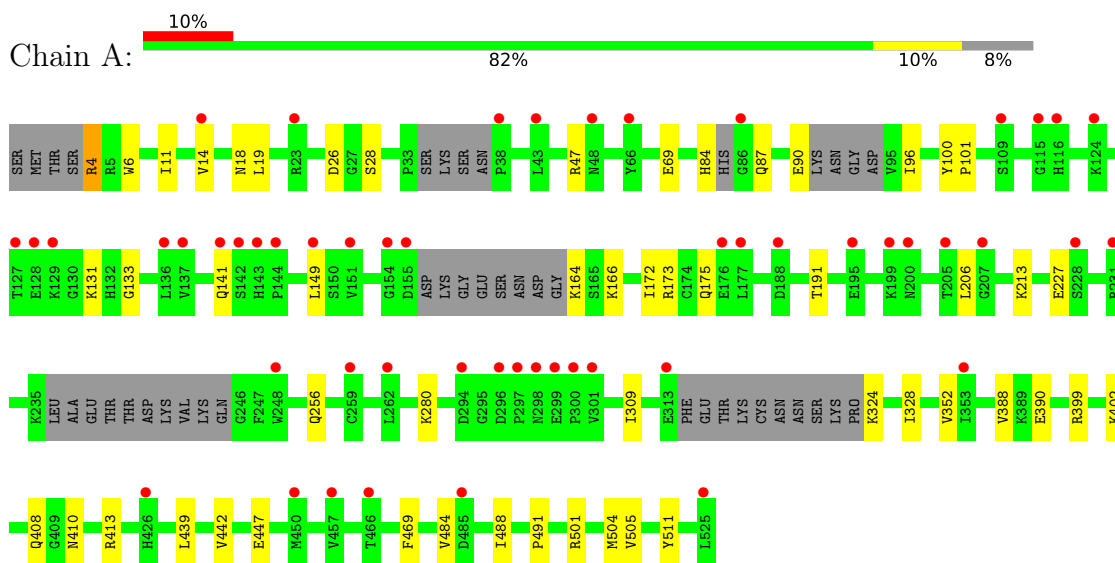 10%
Chain A:
82% 10% 8%
SER MET THR SER R4 R5 W6 I11 V14 N18 L19 R23 D26 G27 S28 P33 SER LYS SER ASN P38 L43 R47 N48 Y66 E69 H84 HIS G86 Q87 E90 LYS ASN GLY ASP V95 I96 Y100 P101 S109 G115 H116 K124
T127 E128 K129 G130 K131 H132 G133 L136 V137 Q141 S142 H143 P144 L149 S150 V151 G154 D155 ASP LYS GLY GLU SER ASN ASP GLY K164 S165 K166 I172 R173 C174 Q175 E176 L177 D188 T191 E195 K199 N200 T205 L206 G207 K213 E227 S228
K235 LEU ALA GLU THR THR ASP LYS VAL LYS GLN G246 F247 W248 Q256 C259 L262 K280 D294 G295 D296 P297 N298 E299 P300 V301 I309 E313 PHE GLU THR LYS CYS ASN ASN SER LYS PRO K324 I328 V352 I353 V388 K389 E390 R399
Q408 G409 N410 R413 H426 L439 V442 E447 M450 V457 T466 F469 V484 D485 I488 P491 R501 M504 V505 Y511 L525